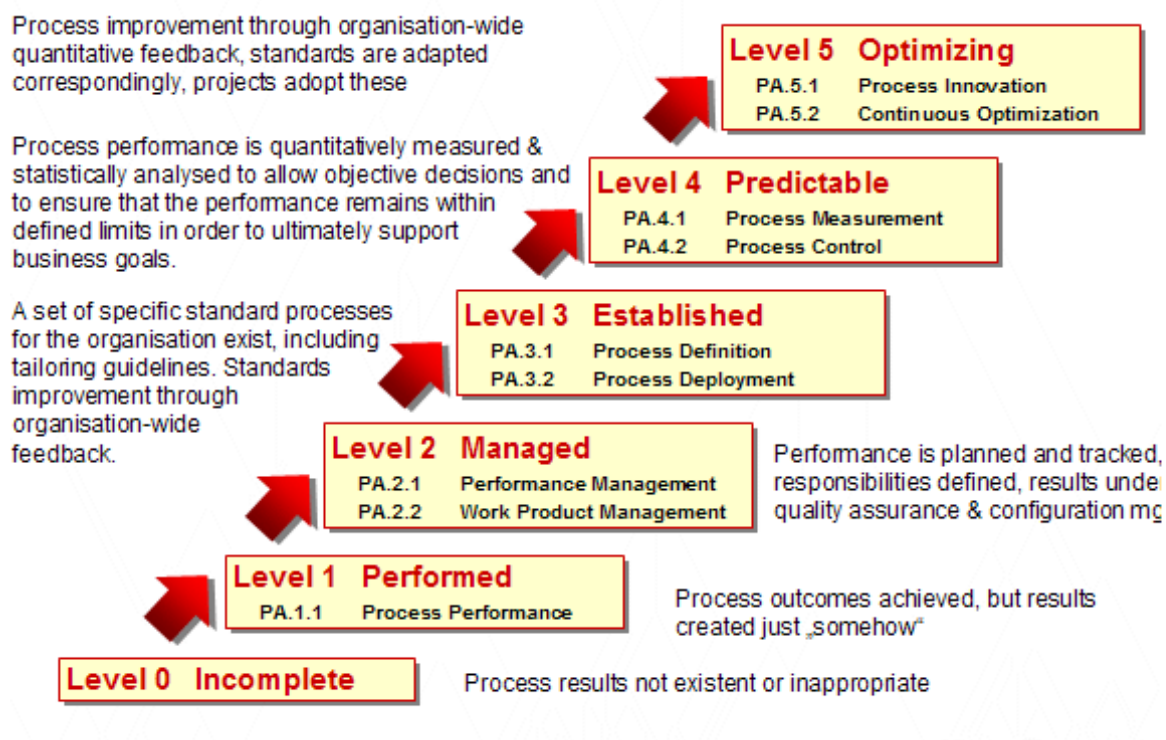 Process improvement through organisation-wide
quantitative feedback, standards are adapted
correspondingly, projects adopt these
Level 5 Optimizing
PA.5.1 Process Innovation
PA.5.2 Continuous Optimization
Process performance is quantitatively measured &
statistically analysed to allow objective decisions and
to ensure that the performance remains within
defined limits in order to ultimately support
business goals.
Level 4 Predictable
PA.4.1 Process Measurement
PA.4.2 Process Control
A set of specific standard processes
for the organisation exist, including
tailoring guidelines. Standards
improvement through
organisation-wide
feedback.
Level 3 Established
PA.3.1 Process Definition
PA.3.2 Process Deployment
Level 2 Managed
PA.2.1 Performance Management
PA.2.2 Work Product Management
Performance is planned and tracked,
responsibilities defined, results under
quality assurance & configuration mg
Level 1 Performed
PA.1.1 Process Performance
Process outcomes achieved, but results
created just „somehow“
Level 0 Incomplete
Process results not existent or inappropriate